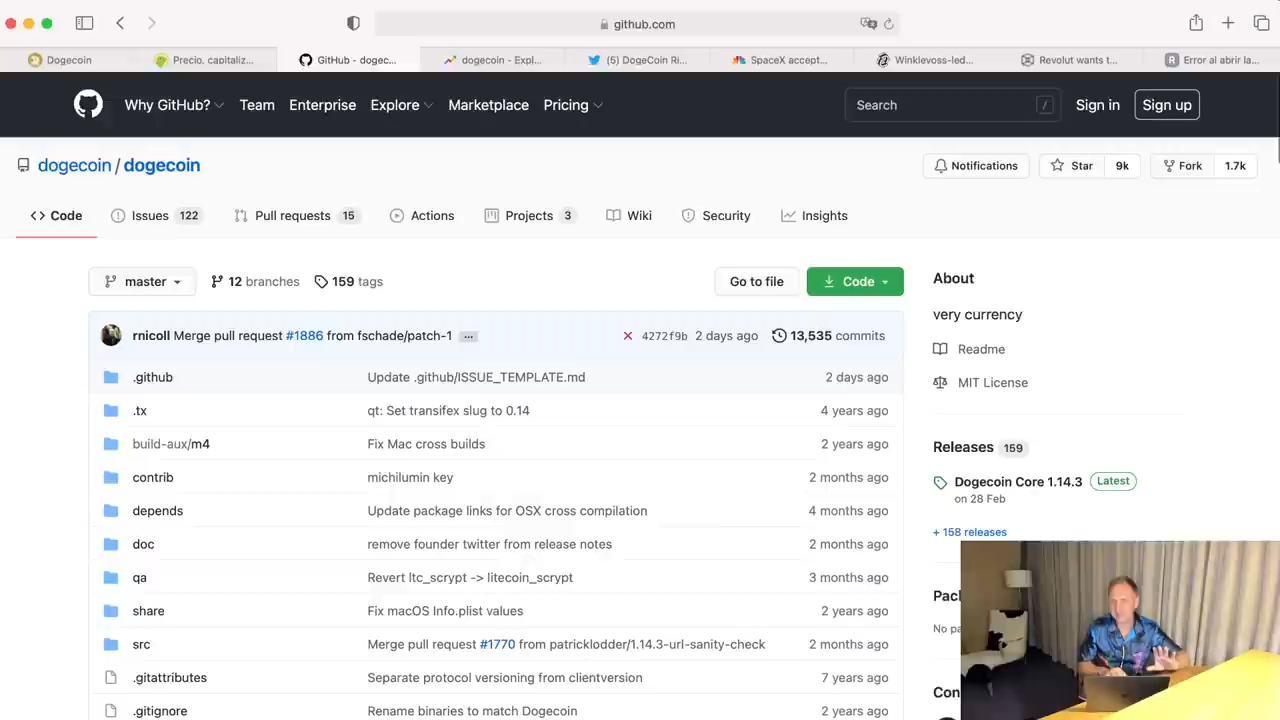 github.com
Dogecoin
Precio, capitaliz...
GitHub - dogec...
dogecoin - Expl...
(5) DogeCoin Ri...
SpaceX accept...
Winklevoss-led...
Revolut wants t...
Error al abrir la...
Why GitHub? Team Enterprise Explore Marketplace Pricing
Search /
Sign in
Sign up
dogecoin / dogecoin
Notifications
Star 9k
Fork 1.7k
<> Code
Issues 122
Pull requests 15
Actions
Projects 3
Wiki
Security
Insights
master
12 branches
159 tags
Go to file
Code
rnicoll Merge pull request #1886 from fschade/patch-1 ... 4272f9b 2 days ago 13,535 commits
.github Update .github/ISSUE_TEMPLATE.md 2 days ago
.tx qt: Set transifex slug to 0.14 4 years ago
build-aux/m4 Fix Mac cross builds 2 years ago
contrib michilumin key 2 months ago
depends Update package links for OSX cross compilation 4 months ago
doc remove founder twitter from release notes 2 months ago
qa Revert ltc_scrypt -> litecoin_scrypt 3 months ago
share Fix macOS Info.plist values 2 years ago
src Merge pull request #1770 from patricklodder/1.14.3-url-sanity-check 2 months ago
.gitattributes Separate protocol versioning from clientversion 7 years ago
.gitignore Rename binaries to match Dogecoin 2 years ago
About
very currency
Readme
MIT License
Releases 159
Dogecoin Core 1.14.3 Latest
on 28 Feb
+ 158 releases
Pac
No pa
Con